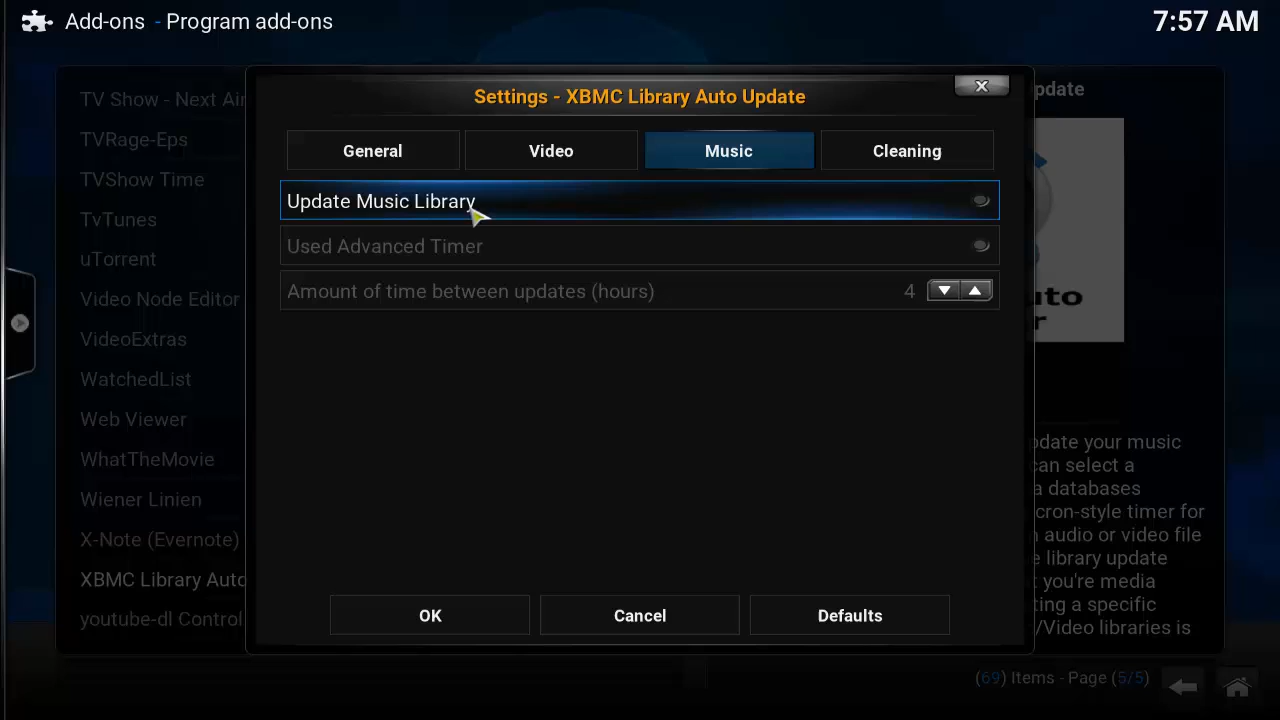 Add-ons - Program add-ons
7:57 AM
Settings - XBMC Library Auto Update
General
Video
Music
Cleaning
Update Music Library
Used Advanced Timer
Amount of time between updates (hours)
4
OK
Cancel
Defaults
TV Show - Next Air
TVRage-Eps
TVShow Time
TvTunes
uTorrent
Video Node Editor
VideoExtras
WatchedList
Web Viewer
WhatTheMovie
Wiener Linien
X-Note (Evernote)
XBMC Library Auto
youtube-dl Control
pdate
uto
r
pdate your music
can select a
a databases
cron-style timer for
audio or video file
e library update
t you're media
ting a specific
/Video libraries is
(69) Items - Page (5/5)